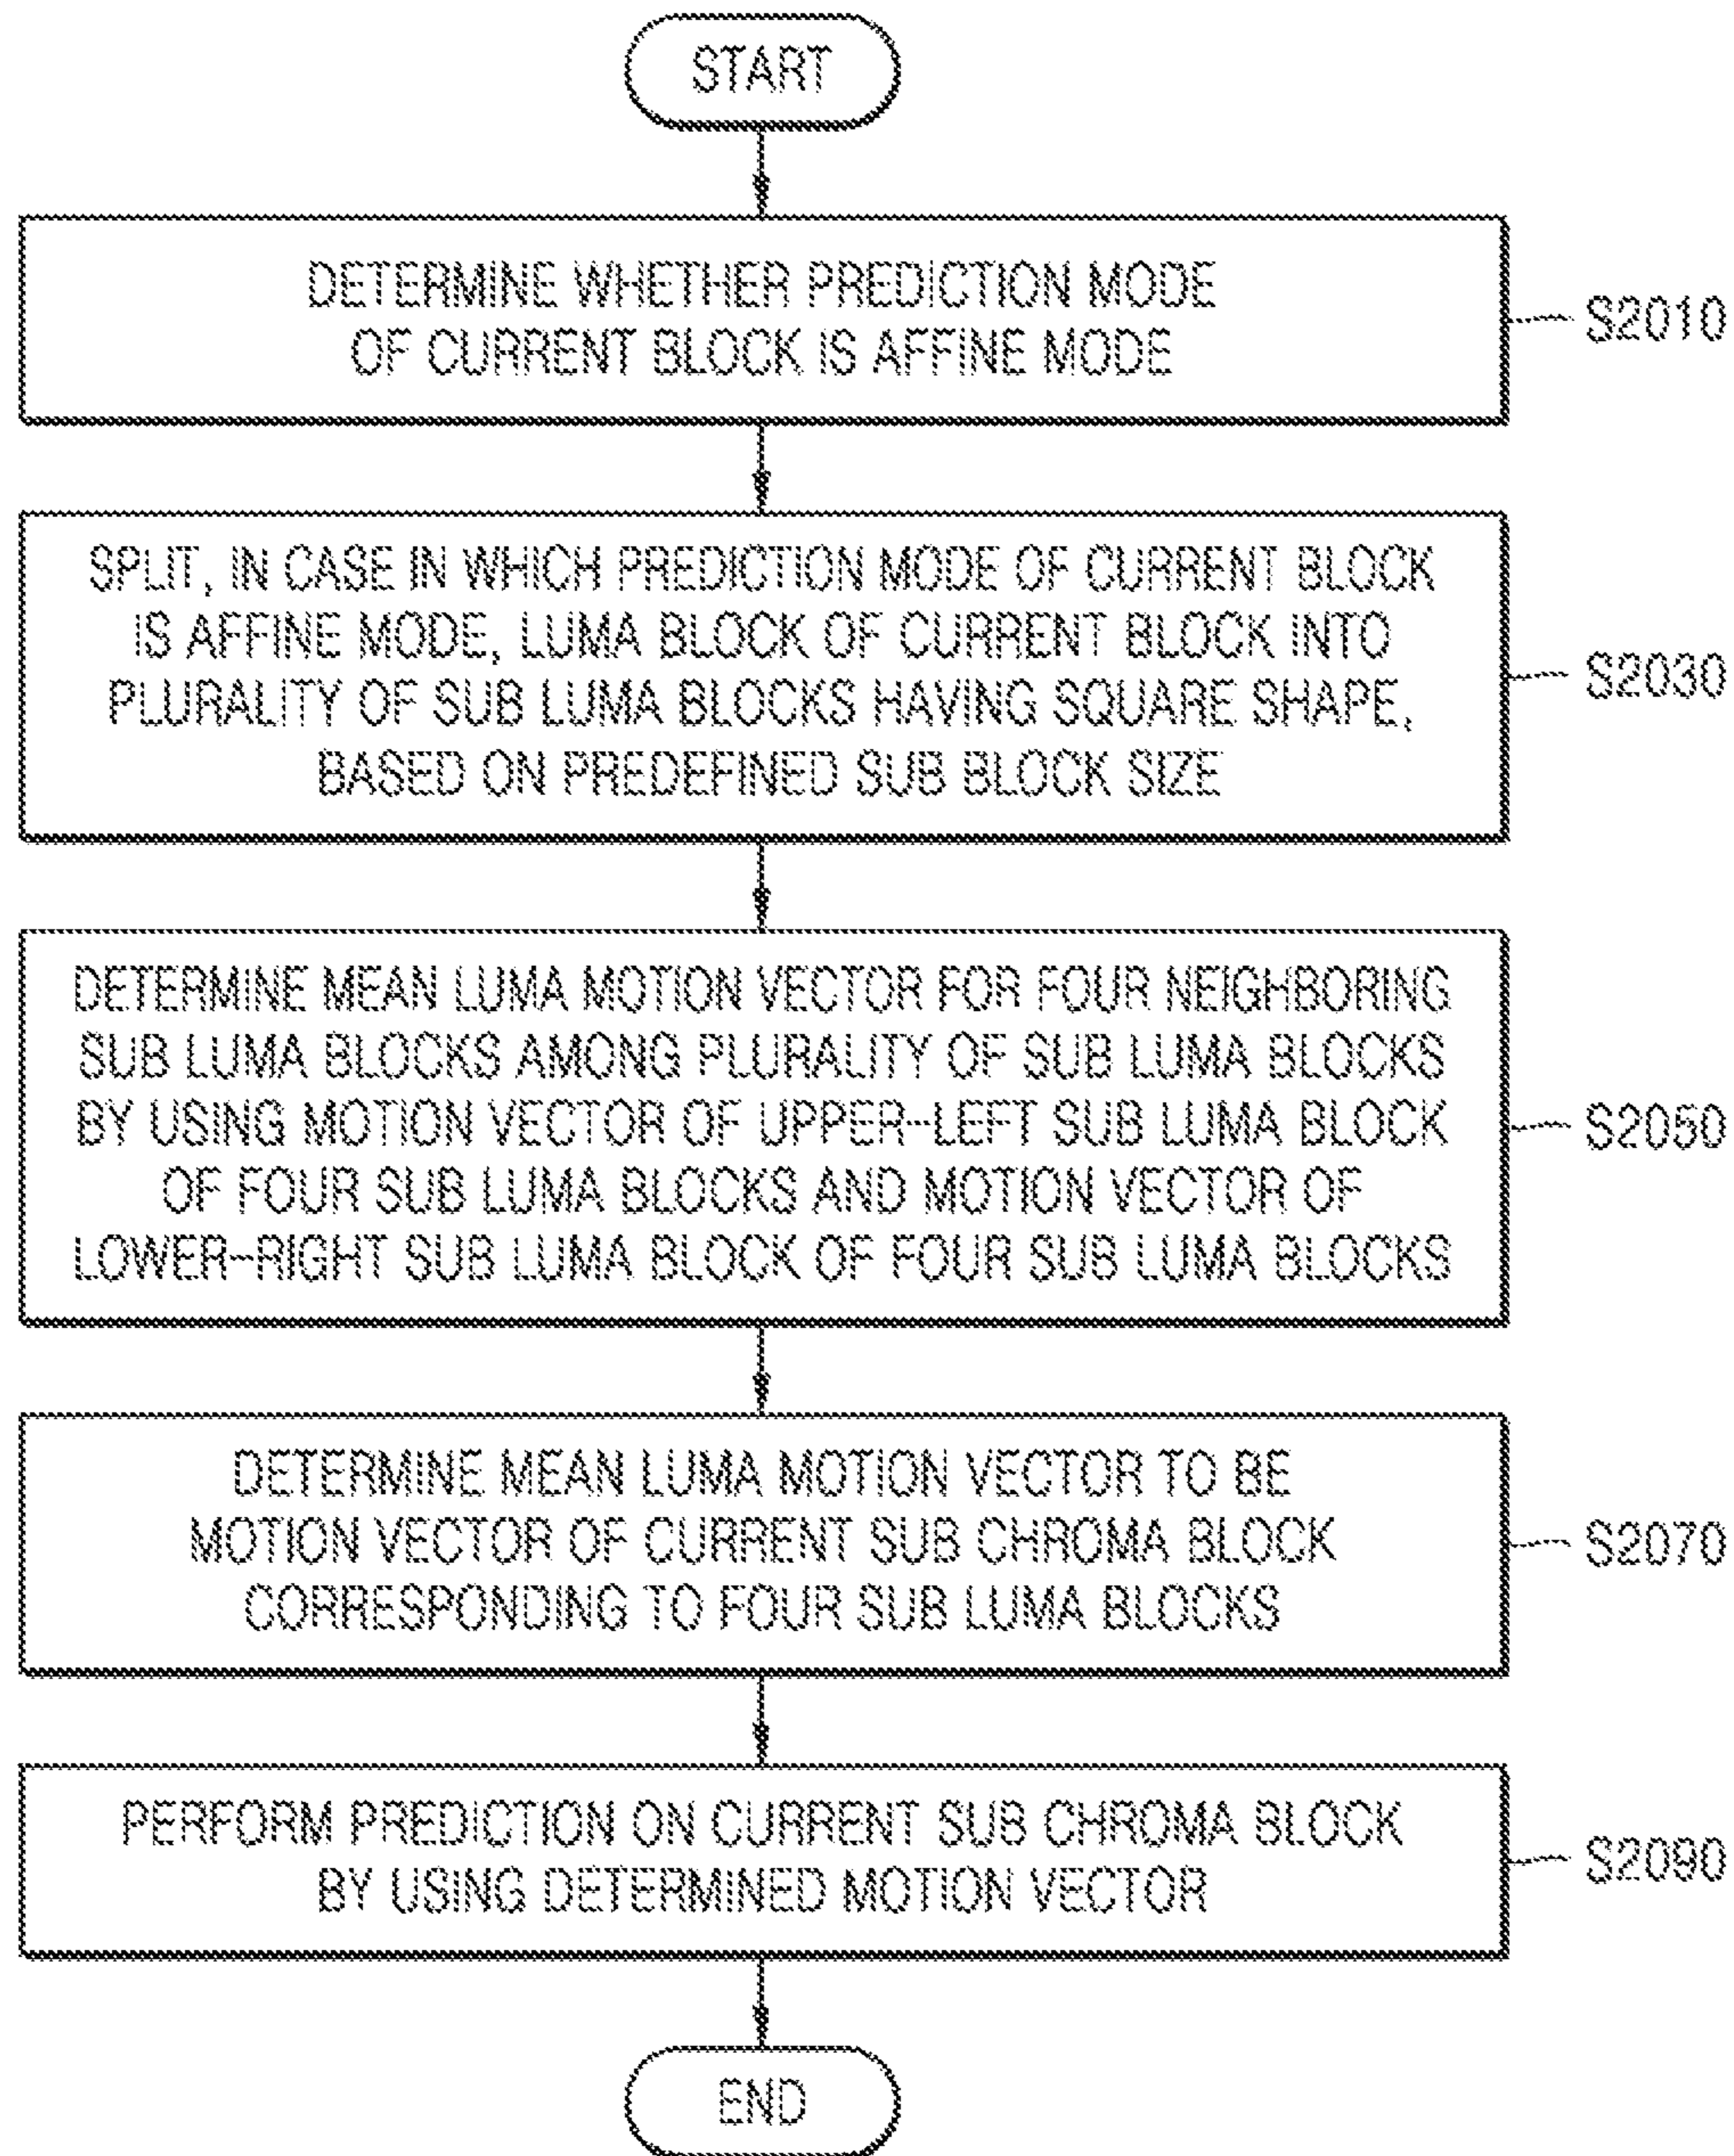 START
DETERMINE WHETHER PREDICTION MODE
OF CURRENT BLOCK IS AFFINE MODE
S2010
SPLIT, IN CASE IN WHICH PREDICTION MODE OF CURRENT BLOCK
IS AFFINE MODE, LUMA BLOCK OF CURRENT BLOCK INTO
PLURALITY OF SUB LUMA BLOCKS HAVING SQUARE SHAPE,
BASED ON PREDEFINED SUB BLOCK SIZE
S2030
DETERMINE MEAN LUMA MOTION VECTOR FOR FOUR NEIGHBORING
SUB LUMA BLOCKS AMONG PLURALITY OF SUB LUMA BLOCKS
BY USING MOTION VECTOR OF UPPER-LEFT SUB LUMA BLOCK
OF FOUR SUB LUMA BLOCKS AND MOTION VECTOR OF
LOWER-RIGHT SUB LUMA BLOCK OF FOUR SUB LUMA BLOCKS
S2050
DETERMINE MEAN LUMA MOTION VECTOR TO BE
MOTION VECTOR OF CURRENT SUB CHROMA BLOCK
CORRESPONDING TO FOUR SUB LUMA BLOCKS
S2070
PERFORM PREDICTION ON CURRENT SUB CHROMA BLOCK
BY USING DETERMINED MOTION VECTOR
S2090
END